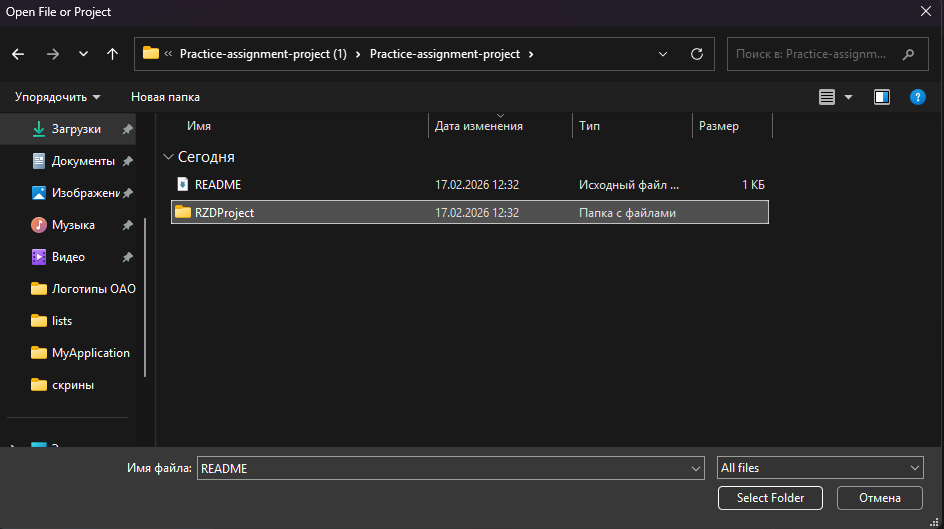 Open File or Project
« Practice-assignment-project (1) › Practice-assignment-project ›
Поиск в: Practice-assignm...
Упорядочить
Новая папка
Загрузки
Документы
Изображени
Музыка
Видео
Логотипы ОАО
lists
MyApplication
скрины
Имя Дата изменения Тип Размер
Сегодня
README 17.02.2026 12:32 Исходный файл ... 1 КБ
RZDProject 17.02.2026 12:32 Папка с файлами
Имя файла: README All files
Select Folder Отмена